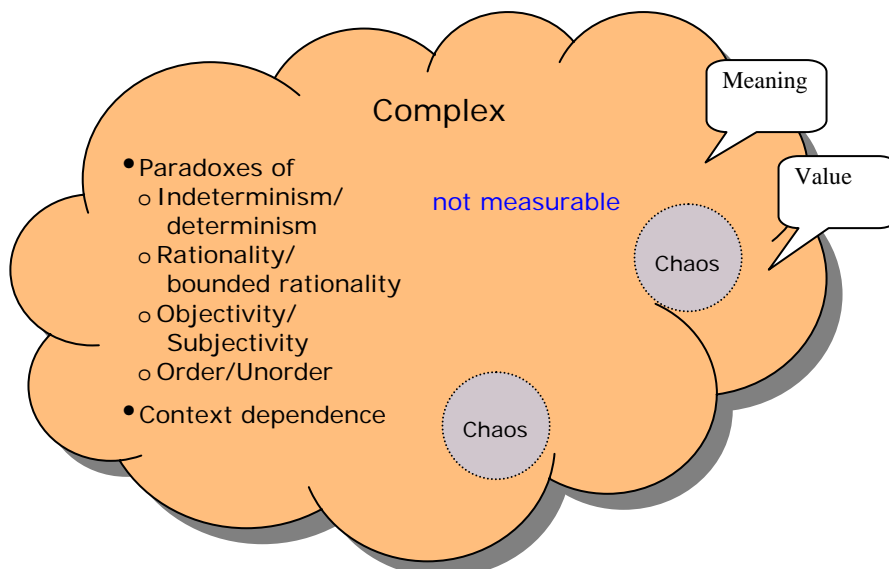 Complex
Meaning
Value
• Paradoxes of
o Indeterminism/
determinism
o Rationality/
bounded rationality
o Objectivity/
Subjectivity
o Order/Unorder
• Context dependence
not measurable
Chaos
Chaos